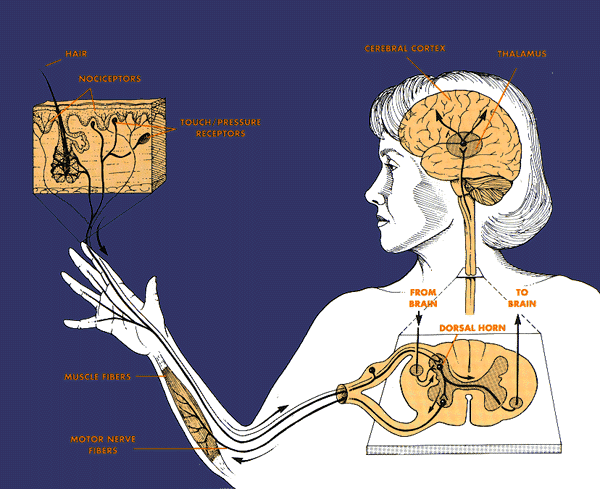 HAIR
NOCICEPTORS
TOUCH/PRESSURE
RECEPTORS
CEREBRAL CORTEX
THALAMUS
FROM
BRAIN
TO
BRAIN
DORSAL HORN
MUSCLE FIBERS
MOTOR NERVE
FIBERS